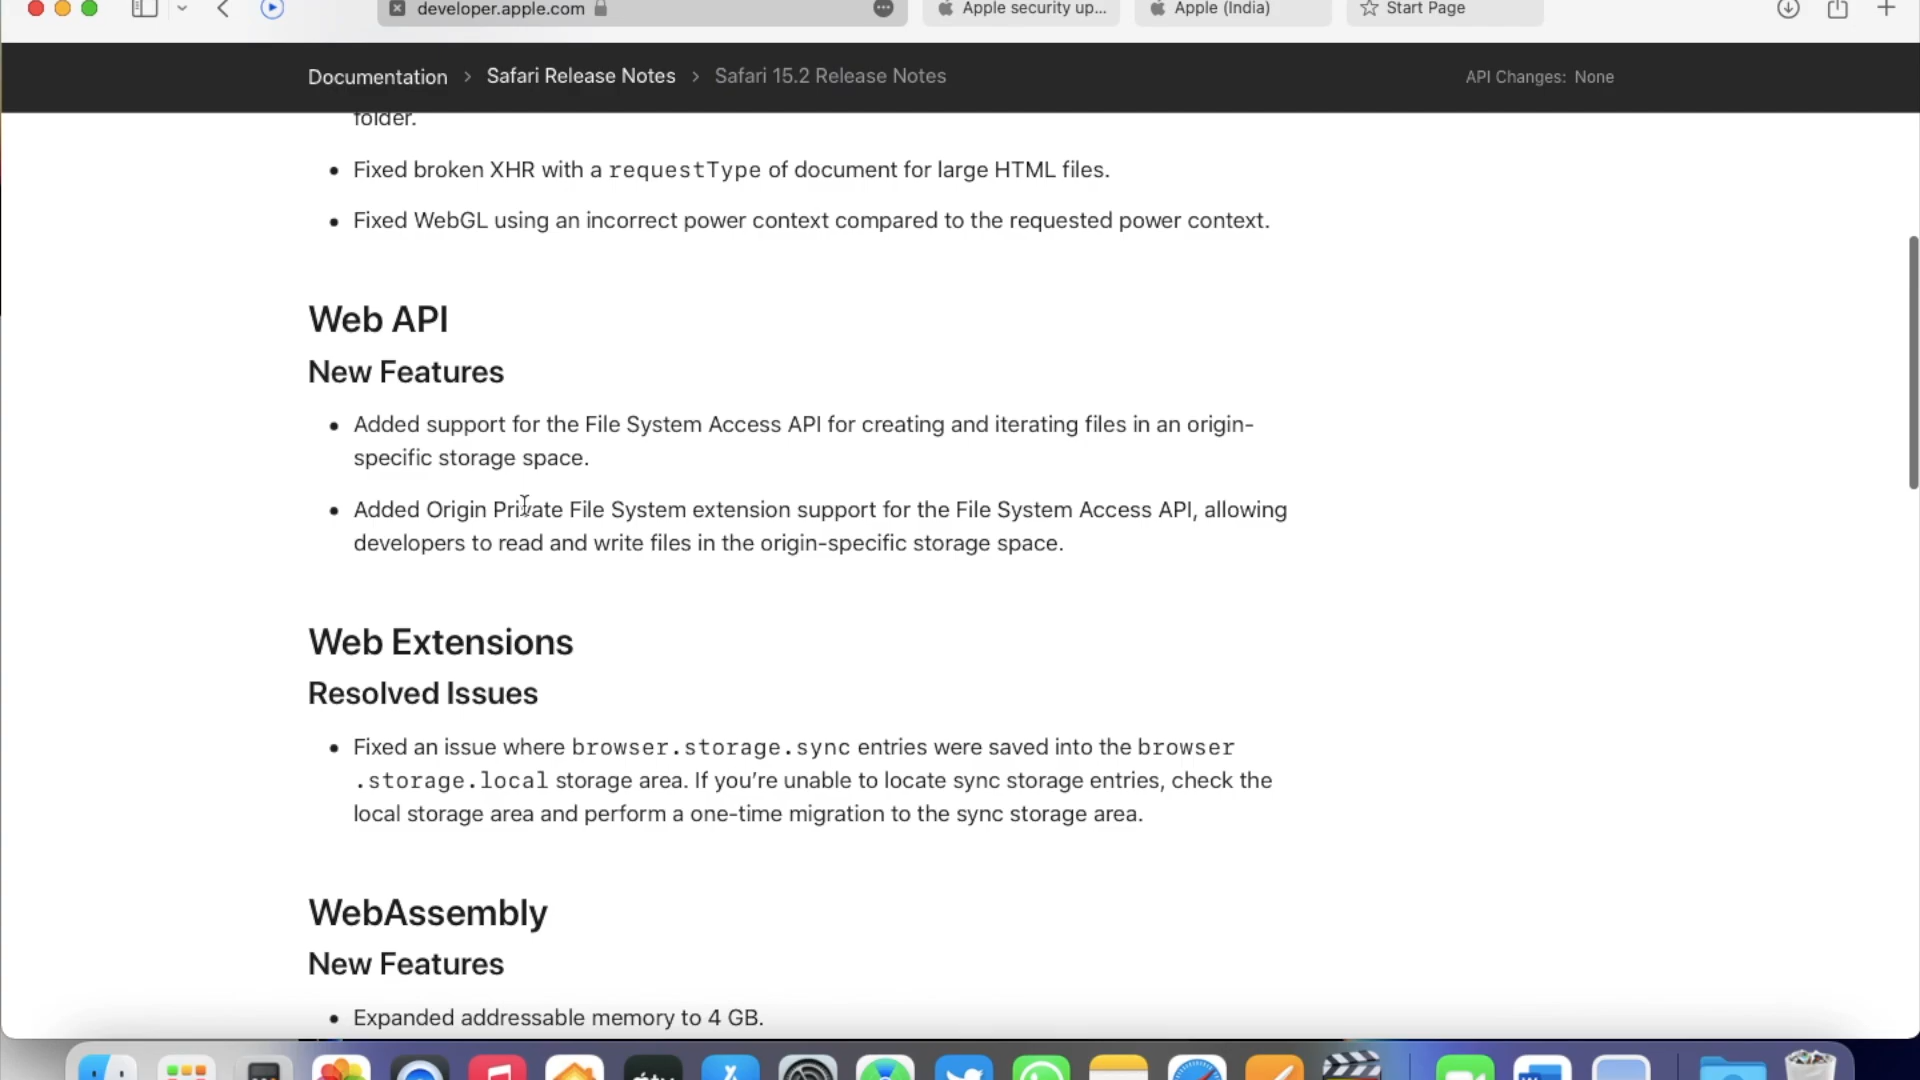 developer.apple.com
Apple security up...
Apple (India)
Start Page
Documentation > Safari Release Notes > Safari 15.2 Release Notes
API Changes: None
folder.
• Fixed broken XHR with a requestType of document for large HTML files.
• Fixed WebGL using an incorrect power context compared to the requested power context.
Web API
New Features
• Added support for the File System Access API for creating and iterating files in an origin-
specific storage space.
• Added Origin Private File System extension support for the File System Access API, allowing
developers to read and write files in the origin-specific storage space.
Web Extensions
Resolved Issues
• Fixed an issue where browser.storage.sync entries were saved into the browser
.storage.local storage area. If you’re unable to locate sync storage entries, check the
local storage area and perform a one-time migration to the sync storage area.
WebAssembly
New Features
• Expanded addressable memory to 4 GB.